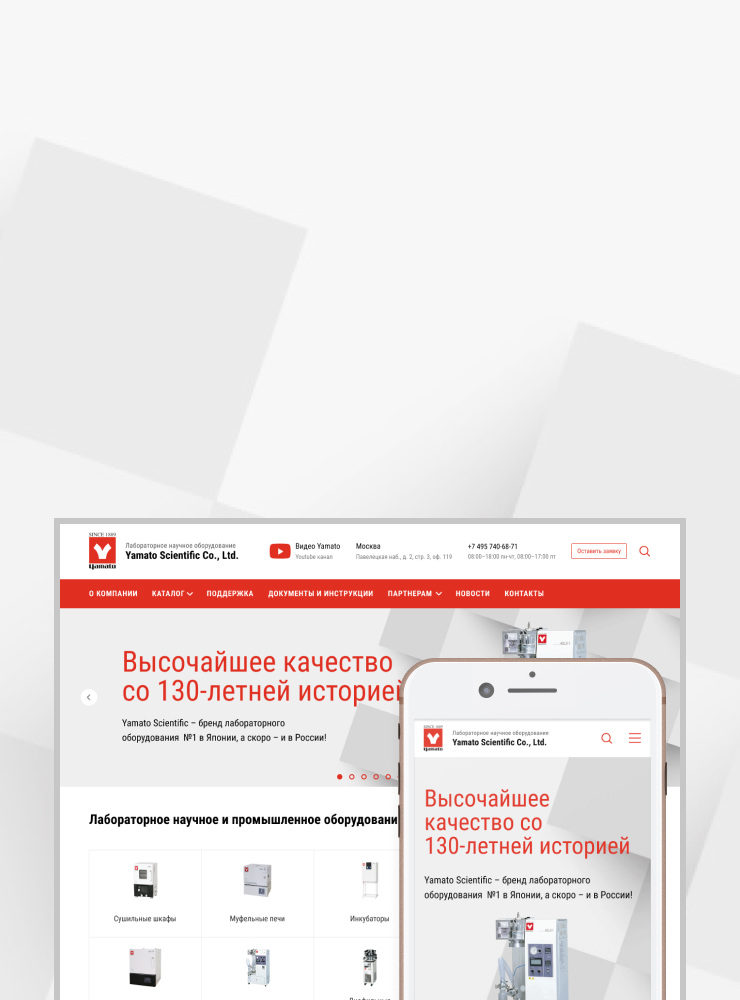 SINCE 1889
Yamato
Лабораторное научное оборудование
Yamato Scientific Co., Ltd.
Видео Yamato
Youtube-канал
Москва
Павелецкая наб., д. 2, стр. 3, оф. 119
+7 495 740-68-71
08:00–18:00 пн-чт, 08:00–17:00 пт
Оставить заявку
О КОМПАНИИ КАТАЛОГ ПОДДЕРЖКА ДОКУМЕНТЫ И ИНСТРУКЦИИ ПАРТНЕРАМ НОВОСТИ КОНТАКТЫ
Высочайшее качество
со 130-летней историей
Yamato Scientific – бренд лабораторного
оборудования №1 в Японии, а скоро – и в России!
Лабораторное научное и промышленное оборудовани
Сушильные шкафы
Муфельные печи
Инкубаторы
SINCE 1889
Yamato
Лабораторное научное оборудование
Yamato Scientific Co., Ltd.
Высочайшее
качество со
130-летней историей
Yamato Scientific – бренд лабораторного
оборудования №1 в Японии, а скоро – и в России!